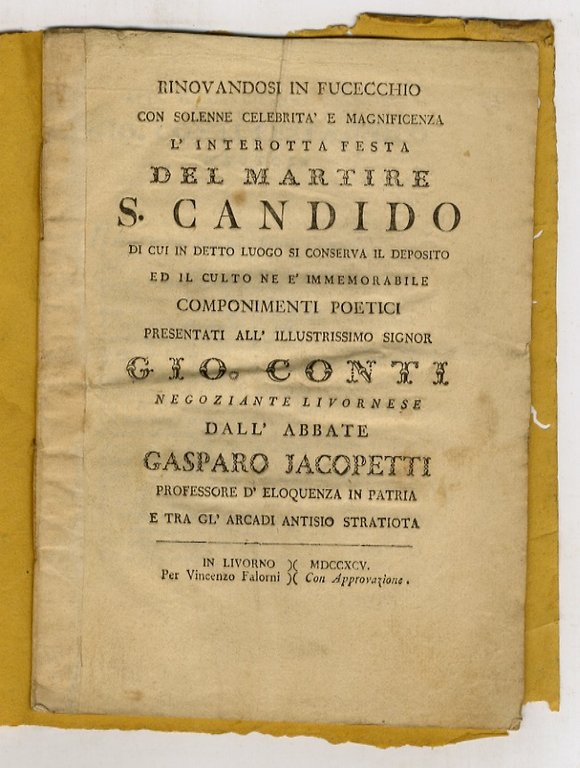 RINOVANDOSI IN FUCECCHIO
CON SOLENNE CELEBRITA' E MAGNIFICENZA
L' INTEROTTA FESTA
DEL MARTIRE
S. CANDIDO
DI CUI IN DETTO LUOGO SI CONSERVA IL DEPOSITO
ED IL CULTO NE E' IMMEMORABILE
COMPONIMENTI POETICI
PRESENTATI ALL' ILLUSTRISSIMO SIGNOR
GIO. CONTI
NEGOZIANTE LIVORNESE
DALL' ABBATE
GASPARO JACOPETTI
PROFESSORE D' ELOQUENZA IN PATRIA
E TRA GL' ARCADI ANTISIO STRATIOTA
IN LIVORNO )( MDCCXCV.
Per Vincenzo Falorni )( Con Approvazione.